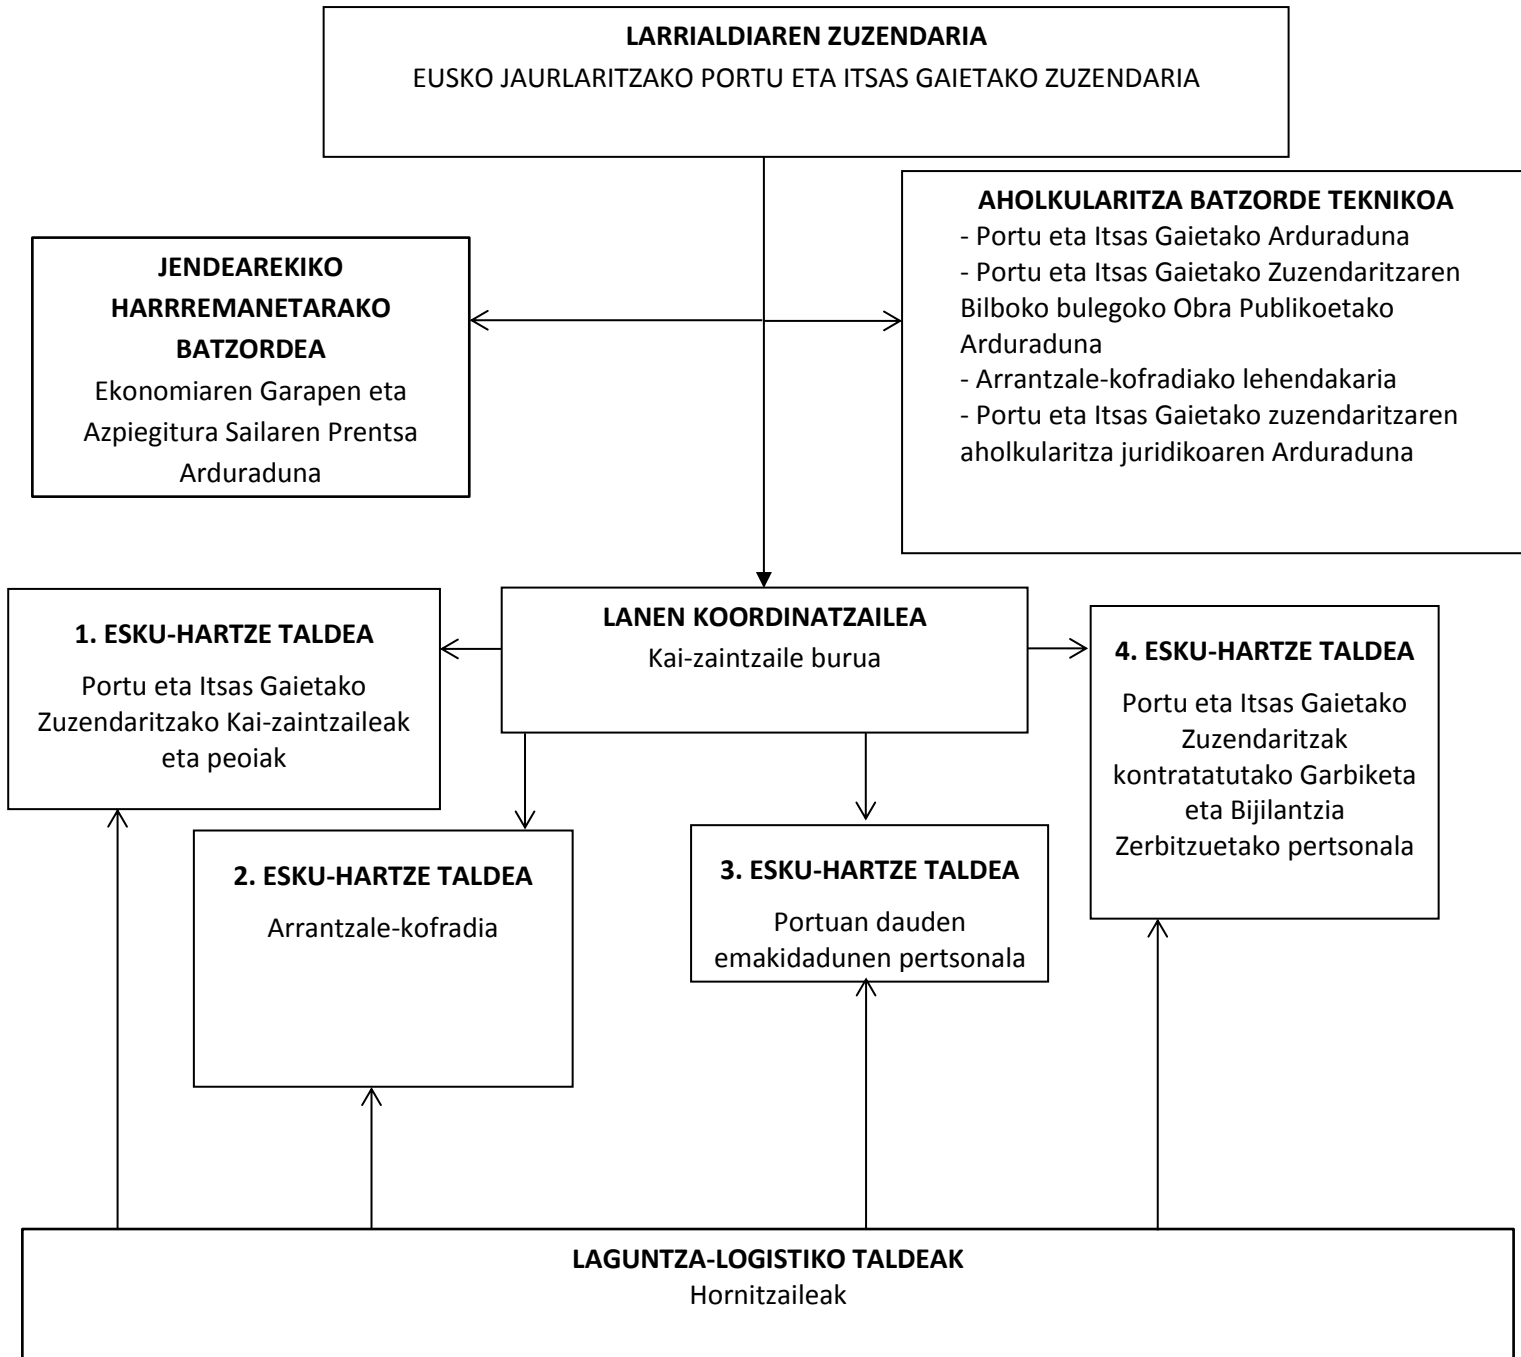 LARRIALDIAREN ZUZENDARIA
EUSKO JAURLARITZAKO PORTU ETA ITSAS GAIETAKO ZUZENDARIA
AHOLKULARITZA BATZORDE TEKNIKOA
- Portu eta Itsas Gaietako Arduraduna
- Portu eta Itsas Gaietako Zuzendaritzaren
Bilboko bulegoko Obra Publikoetako
Arduraduna
- Arrantzale-kofradiako lehendakaria
- Portu eta Itsas Gaietako zuzendaritzaren
aholkularitza juridikoaren Arduraduna
JENDEAREKIKO
HARRREMANETARAKO
BATZORDEA
Ekonomiaren Garapen eta
Azpiegitura Sailaren Prentsa
Arduraduna
LANEN KOORDINATZAILEA
Kai-zaintzaile burua
1. ESKU-HARTZE TALDEA
Portu eta Itsas Gaietako
Zuzendaritzako Kai-zaintzaileak
eta peoiak
2. ESKU-HARTZE TALDEA
Arrantzale-kofradia
3. ESKU-HARTZE TALDEA
Portuan dauden
emakidadunen pertsonala
4. ESKU-HARTZE TALDEA
Portu eta Itsas Gaietako
Zuzendaritzak
kontratatutako Garbiketa
eta Bijilantzia
Zerbitzuetako pertsonala
LAGUNTZA-LOGISTIKO TALDEAK
Hornitzaileak